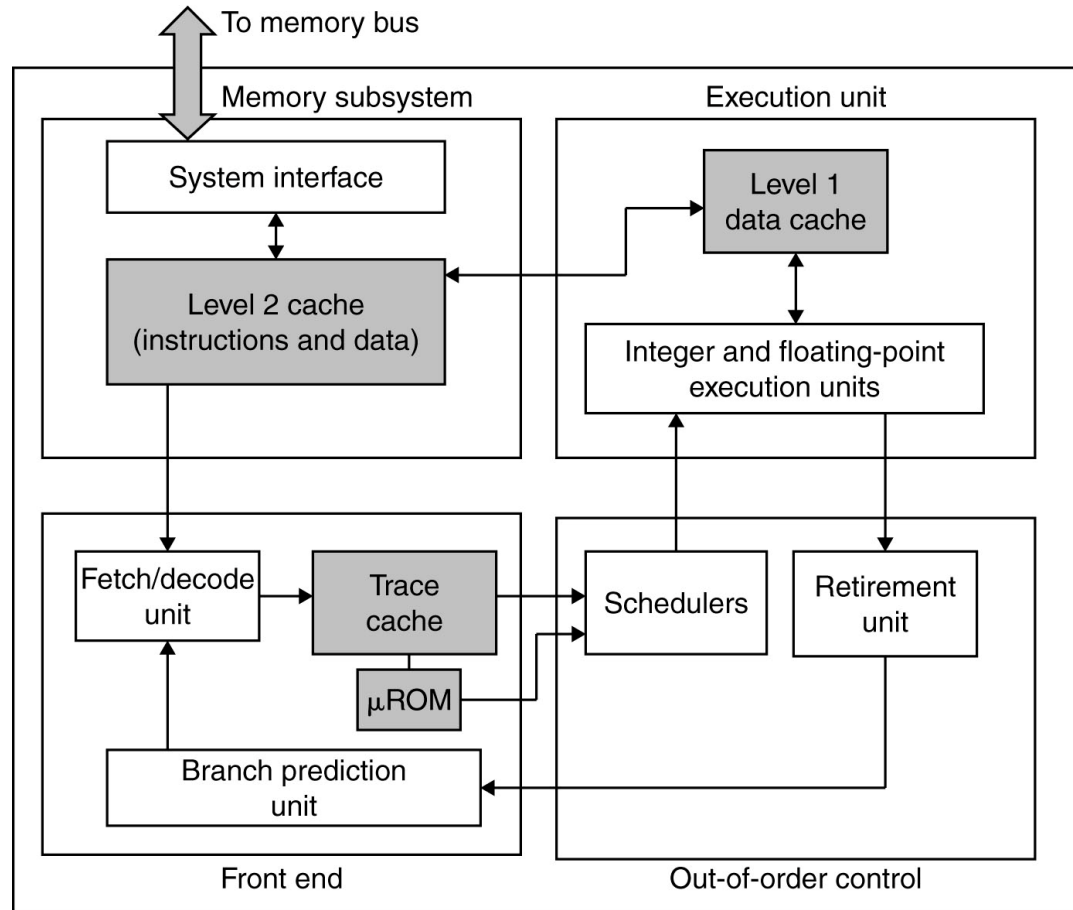 To memory bus
Memory subsystem
System interface
Level 2 cache
(instructions and data)
Execution unit
Level 1
data cache
Integer and floating-point
execution units
Fetch/decode
unit
Trace
cache
μROM
Branch prediction
unit
Front end
Schedulers
Retirement
unit
Out-of-order control